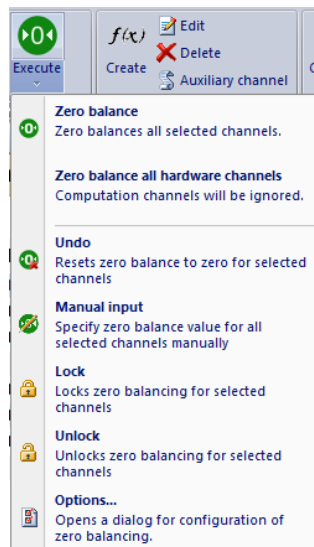 ▸0◂
Execute
f(x)
Create
Edit
Delete
Auxiliary channel
Zero balance
Zero balances all selected channels.
Zero balance all hardware channels
Computation channels will be ignored.
Undo
Resets zero balance to zero for selected
channels
Manual input
Specify zero balance value for all
selected channels manually
Lock
Locks zero balancing for selected
channels
Unlock
Unlocks zero balancing for selected
channels
Options...
Opens a dialog for configuration of
zero balancing.